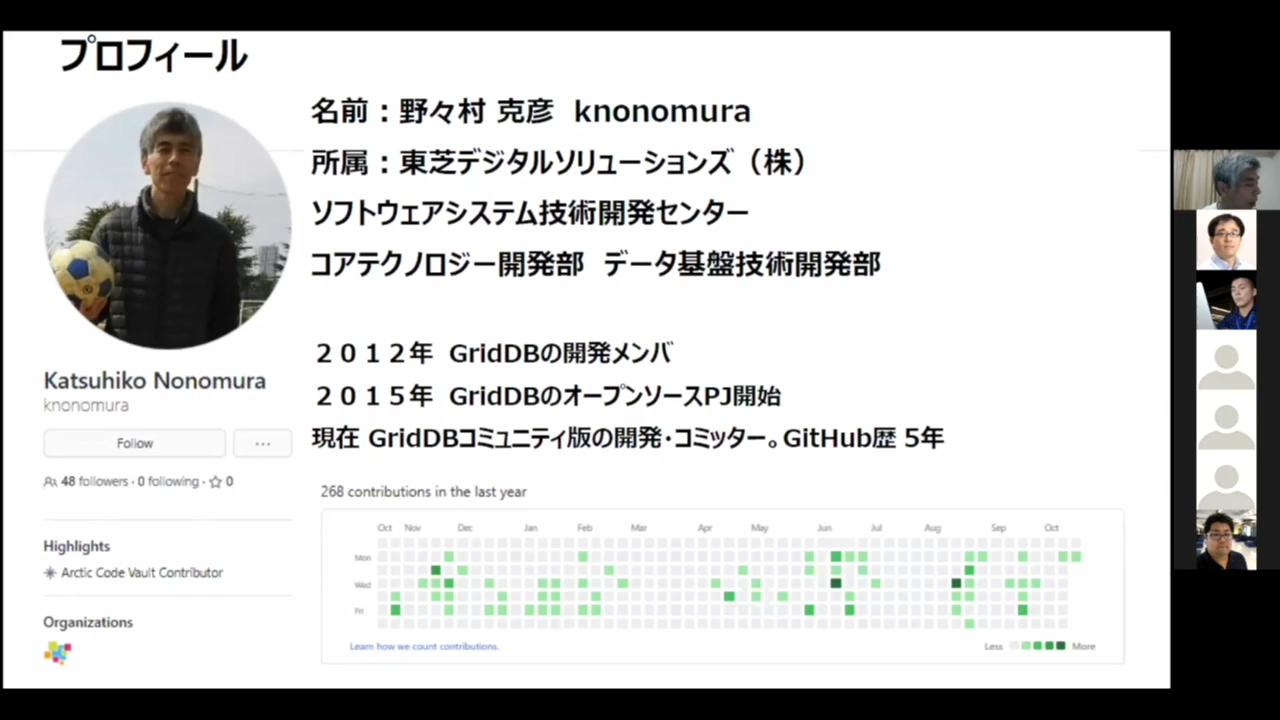 プロフィール
名前：野々村 克彦 knonomura
所属：東芝デジタルソリューションズ（株）
ソフトウェアシステム技術開発センター
コアテクノロジー開発部 データ基盤技術開発部
２０１２年 GridDBの開発メンバ
２０１５年 GridDBのオープンソースPJ開始
現在 GridDBコミュニティ版の開発・コミッター。GitHub歴 5年
Katsuhiko Nonomura
knonomura
Follow
...
48 followers · 0 following · 0
Highlights
Arctic Code Vault Contributor
Organizations
268 contributions in the last year
Oct Nov Dec Jan Feb Mar Apr May Jun Jul Aug Sep Oct
Mon
Wed
Fri
Learn how we count contributions.
Less More